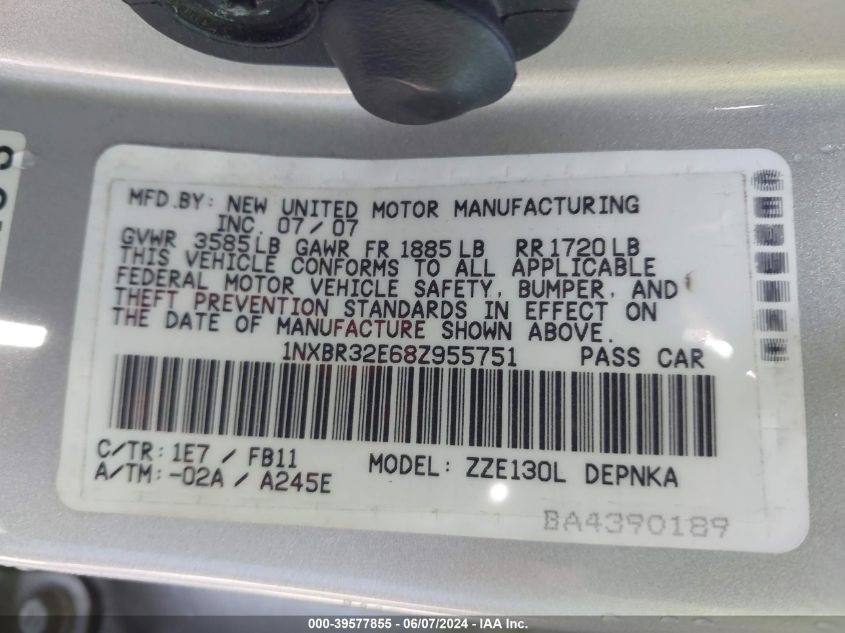 MFD.BY: NEW UNITED MOTOR MANUFACTURING
INC. 07/07
GVWR 3585LB GAWR FR 1885LB RR1720LB
THIS VEHICLE CONFORMS TO ALL APPLICABLE
FEDERAL MOTOR VEHICLE SAFETY, BUMPER, AND
THEFT PREVENTION STANDARDS IN EFFECT ON
THE DATE OF MANUFACTURE SHOWN ABOVE.
1NXBR32E68Z955751 PASS CAR
C/TR: 1E7 / FB11
A/TM:-02A / A245E
MODEL: ZZE130L DEPNKA
BA4390189
000-39577855 - 06/07/2024 - IAA Inc.